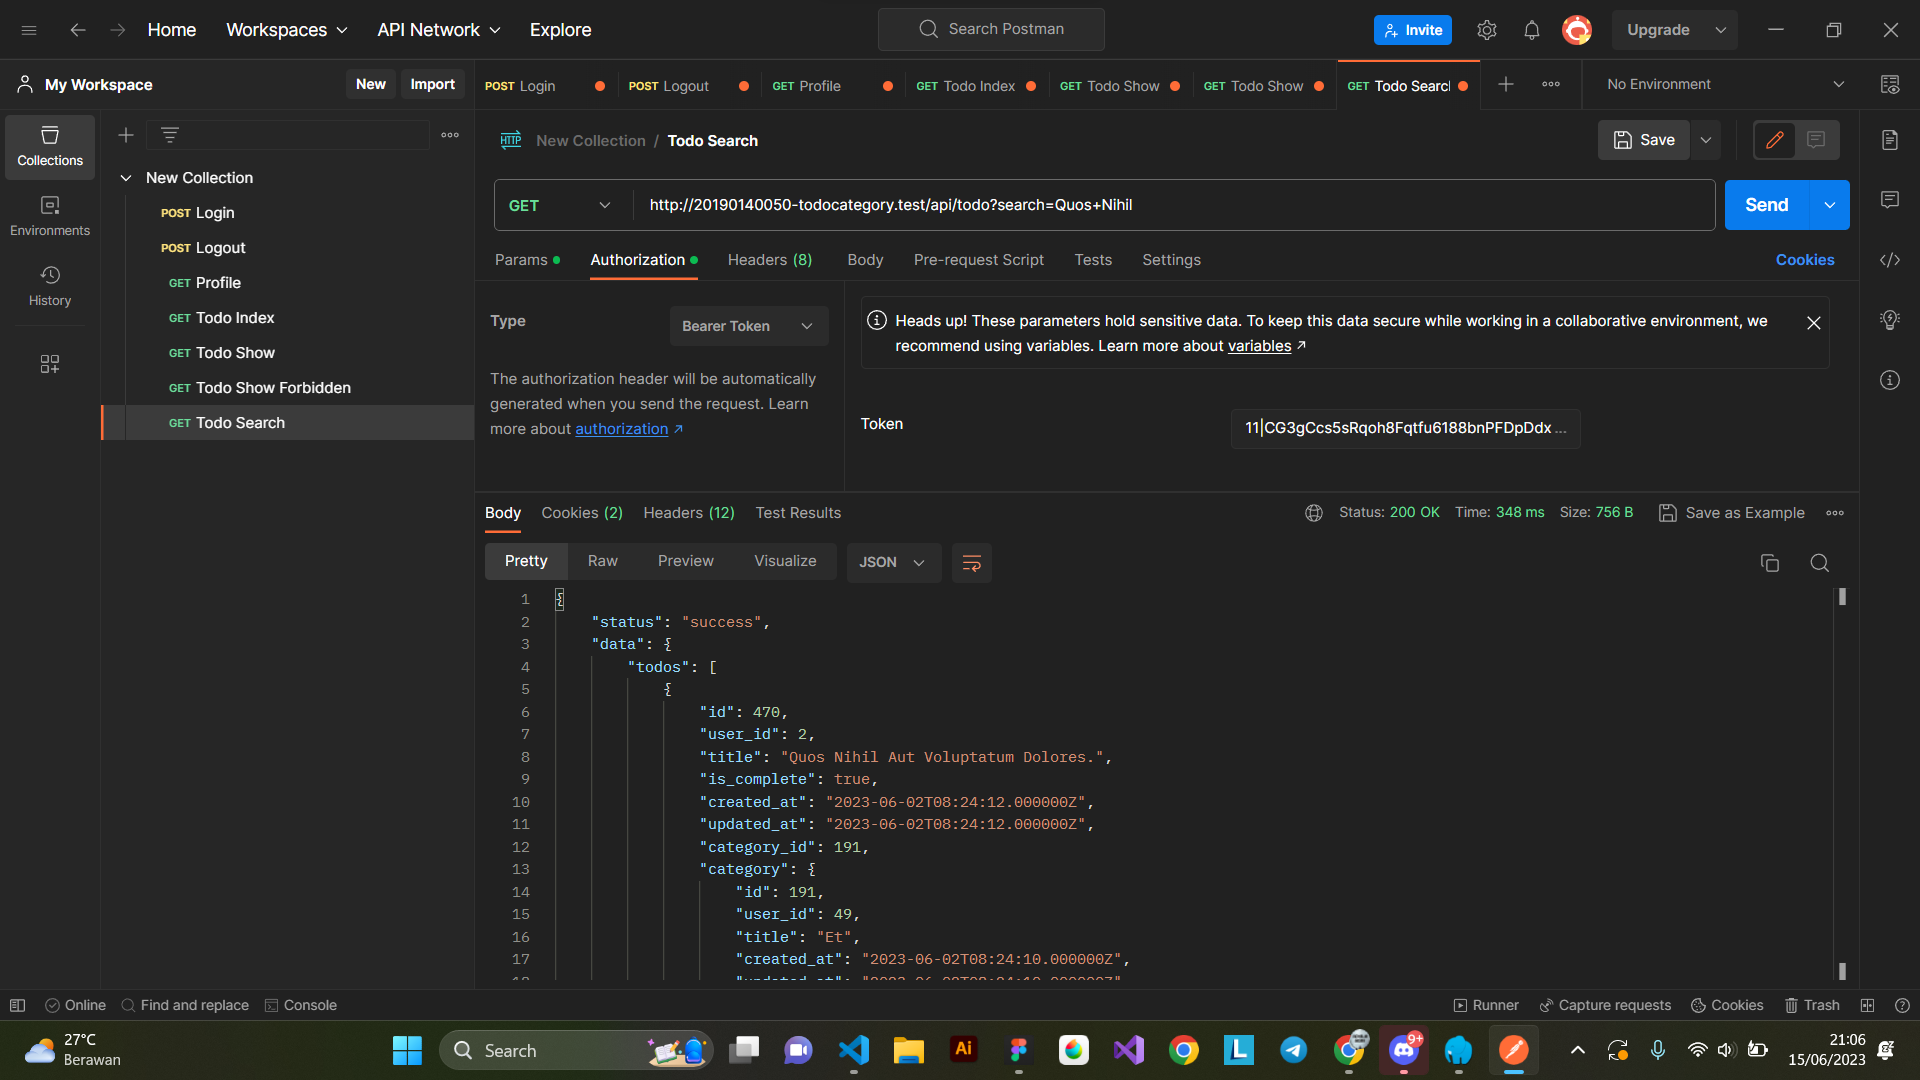 Home
Workspaces
API Network
Explore
Search Postman
Invite
Upgrade
My Workspace
New
Import
POST Login
POST Logout
GET Profile
GET Todo Index
GET Todo Show
GET Todo Show
GET Todo Searcl
No Environment
Collections
Environments
History
New Collection
POST Login
POST Logout
GET Profile
GET Todo Index
GET Todo Show
GET Todo Show Forbidden
GET Todo Search
HTTP New Collection / Todo Search
Save
GET
http://20190140050-todocategory.test/api/todo?search=Quos+Nihil
Send
Params
Authorization
Headers (8)
Body
Pre-request Script
Tests
Settings
Cookies
Type
Bearer Token
The authorization header will be automatically
generated when you send the request. Learn
more about authorization ↗
Heads up! These parameters hold sensitive data. To keep this data secure while working in a collaborative environment, we
recommend using variables. Learn more about variables ↗
Token
11|CG3gCcs5sRqoh8Fqtfu6188bnPFDpDdx ...
Body
Cookies (2)
Headers (12)
Test Results
Status: 200 OK
Time: 348 ms
Size: 756 B
Save as Example
Pretty
Raw
Preview
Visualize
JSON
1 {
2 "status": "success",
3 "data": {
4 "todos": [
5 {
6 "id": 470,
7 "user_id": 2,
8 "title": "Quos Nihil Aut Voluptatum Dolores.",
9 "is_complete": true,
10 "created_at": "2023-06-02T08:24:12.000000Z",
11 "updated_at": "2023-06-02T08:24:12.000000Z",
12 "category_id": 191,
13 "category": {
14 "id": 191,
15 "user_id": 49,
16 "title": "Et",
17 "created_at": "2023-06-02T08:24:10.000000Z",
18 "updated_at": "2023-06-02T08:24:10.000000Z"
Online
Find and replace
Console
Runner
Capture requests
Cookies
Trash
27°C
Berawan
Search
Ai
L
9+
21:06
15/06/2023